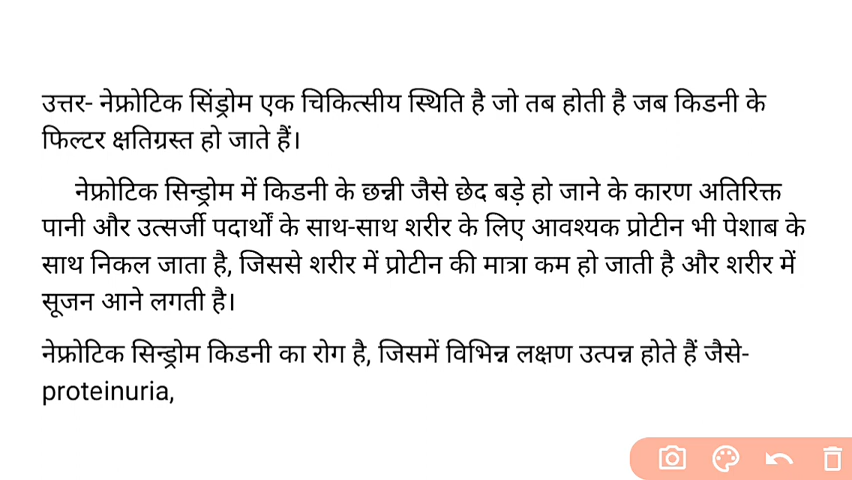 उत्तर- नेफ्रोटिक सिंड्रोम एक चिकित्सीय स्थिति है जो तब होती है जब किडनी के
फिल्टर क्षतिग्रस्त हो जाते हैं।
नेफ्रोटिक सिन्ड्रोम में किडनी के छन्नी जैसे छेद बड़े हो जाने के कारण अतिरिक्त
पानी और उत्सर्जी पदार्थों के साथ-साथ शरीर के लिए आवश्यक प्रोटीन भी पेशाब के
साथ निकल जाता है, जिससे शरीर में प्रोटीन की मात्रा कम हो जाती है और शरीर में
सूजन आने लगती है।
नेफ्रोटिक सिन्ड्रोम किडनी का रोग है, जिसमें विभिन्न लक्षण उत्पन्न होते हैं जैसे-
proteinuria,